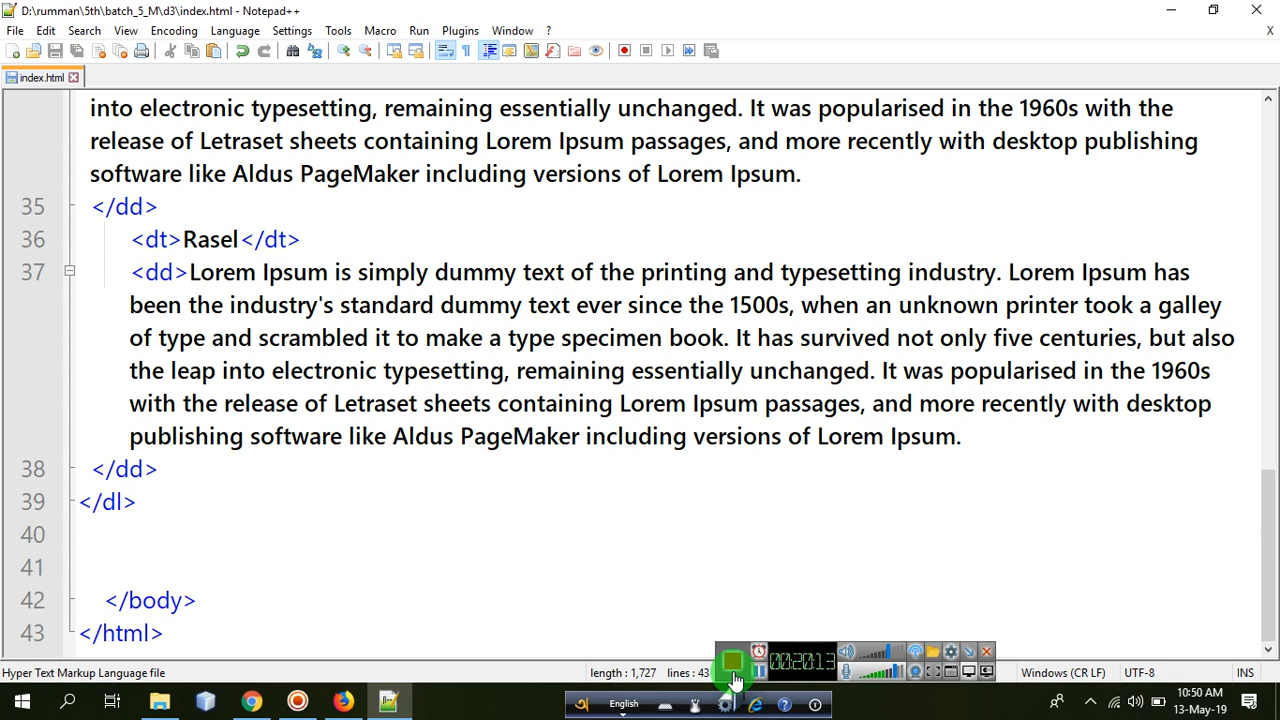 D:\rumman\5th\batch_5_M\d3\index.html - Notepad++
File Edit Search View Encoding Language Settings Tools Macro Run Plugins Window ? X
index.html
into electronic typesetting, remaining essentially unchanged. It was popularised in the 1960s with the
release of Letraset sheets containing Lorem Ipsum passages, and more recently with desktop publishing
software like Aldus PageMaker including versions of Lorem Ipsum.
35 </dd>
36 <dt>Rasel</dt>
37 <dd>Lorem Ipsum is simply dummy text of the printing and typesetting industry. Lorem Ipsum has
been the industry's standard dummy text ever since the 1500s, when an unknown printer took a galley
of type and scrambled it to make a type specimen book. It has survived not only five centuries, but also
the leap into electronic typesetting, remaining essentially unchanged. It was popularised in the 1960s
with the release of Letraset sheets containing Lorem Ipsum passages, and more recently with desktop
publishing software like Aldus PageMaker including versions of Lorem Ipsum.
38 </dd>
39 </dl>
40
41
42 </body>
43 </html>
00:20:13
Hyper Text Markup Language file length : 1,727 lines : 43 Windows (CR LF) UTF-8 INS
English
10:50 AM
13-May-19